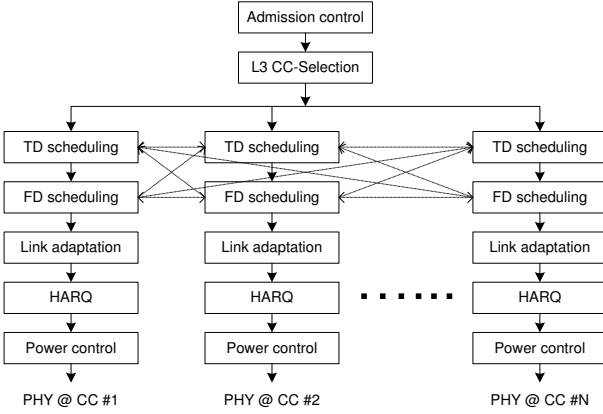 Admission control
L3 CC-Selection
TD scheduling
TD scheduling
TD scheduling
FD scheduling
FD scheduling
FD scheduling
Link adaptation
Link adaptation
Link adaptation
HARQ
HARQ
HARQ
Power control
Power control
Power control
PHY @ CC #1
PHY @ CC #2
PHY @ CC #N